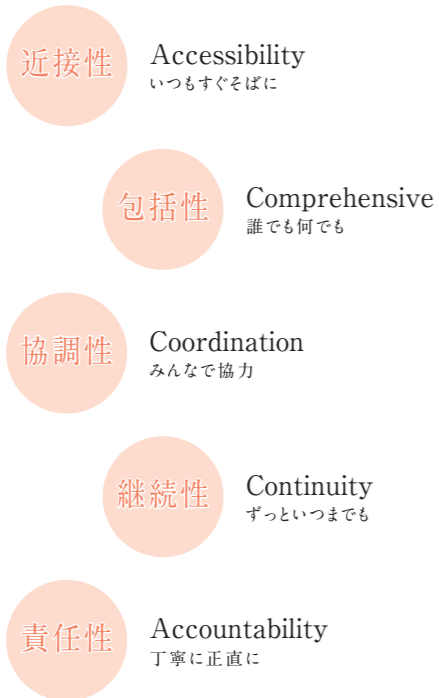 近接性
Accessibility
いつもすぐそばに
包括性
Comprehensive
誰でも何でも
協調性
Coordination
みんなで協力
継続性
Continuity
ずっといつまでも
責任性
Accountability
丁寧に正直に